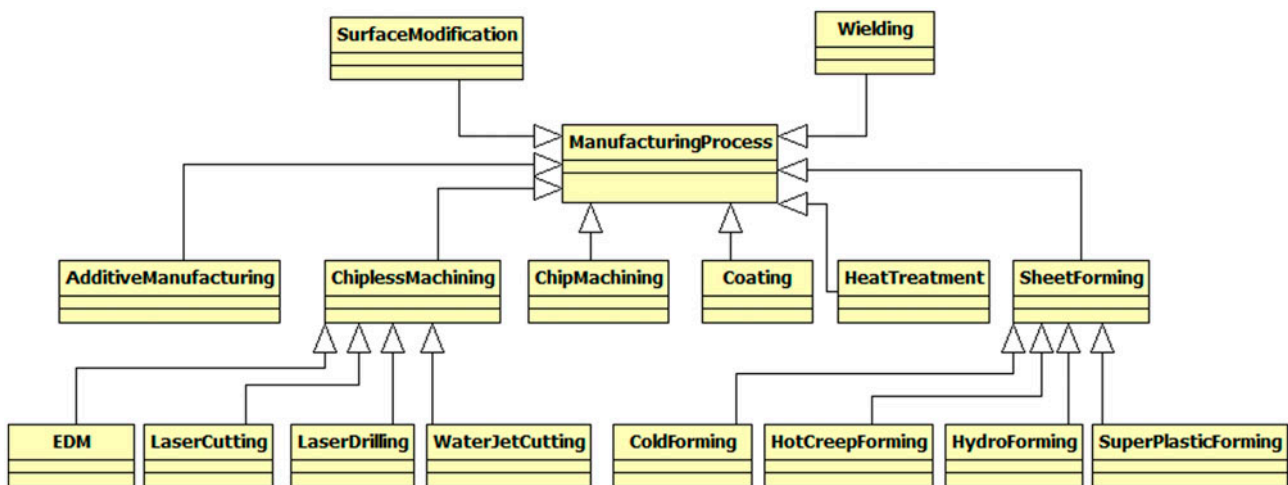 SurfaceModification
Wielding
ManufacturingProcess
AdditiveManufacturing
ChiplessMachining
ChipMachining
Coating
HeatTreatment
SheetForming
EDM
LaserCutting
LaserDrilling
WaterJetCutting
ColdForming
HotCreepForming
HydroForming
SuperPlasticForming